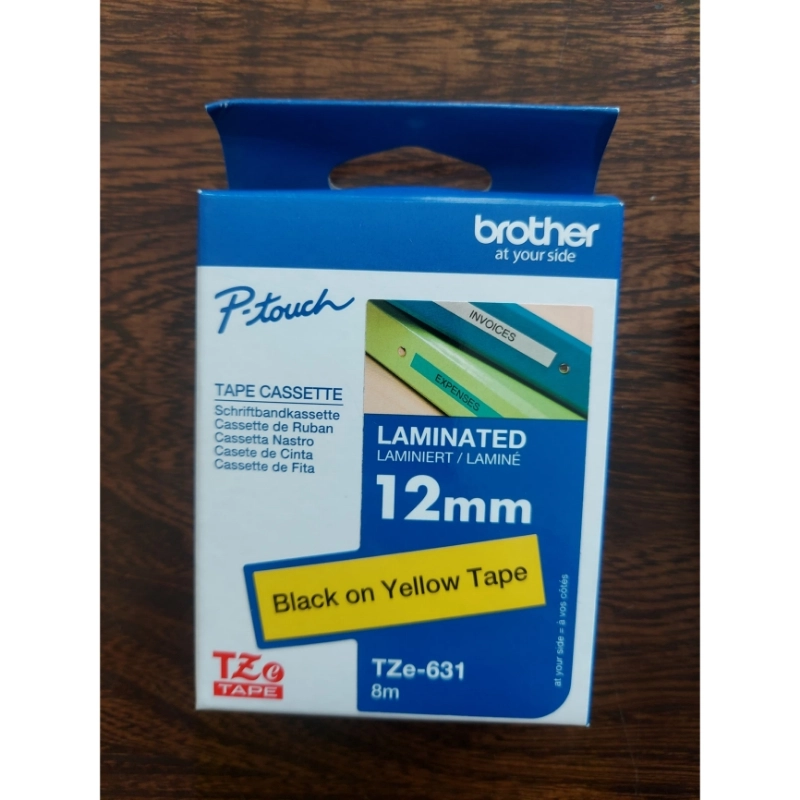 brother
at your side
P-touch
INVOICES
EXPENSES
TAPE CASSETTE
Schriftbandkassette
Cassette de Ruban
Cassetta Nastro
Casete de Cinta
Cassette de Fita
LAMINATED
LAMINIERT / LAMINÉ
12mm
Black on Yellow Tape
at your side = à vos côtés
TZe
TAPE
TZe-631
8m